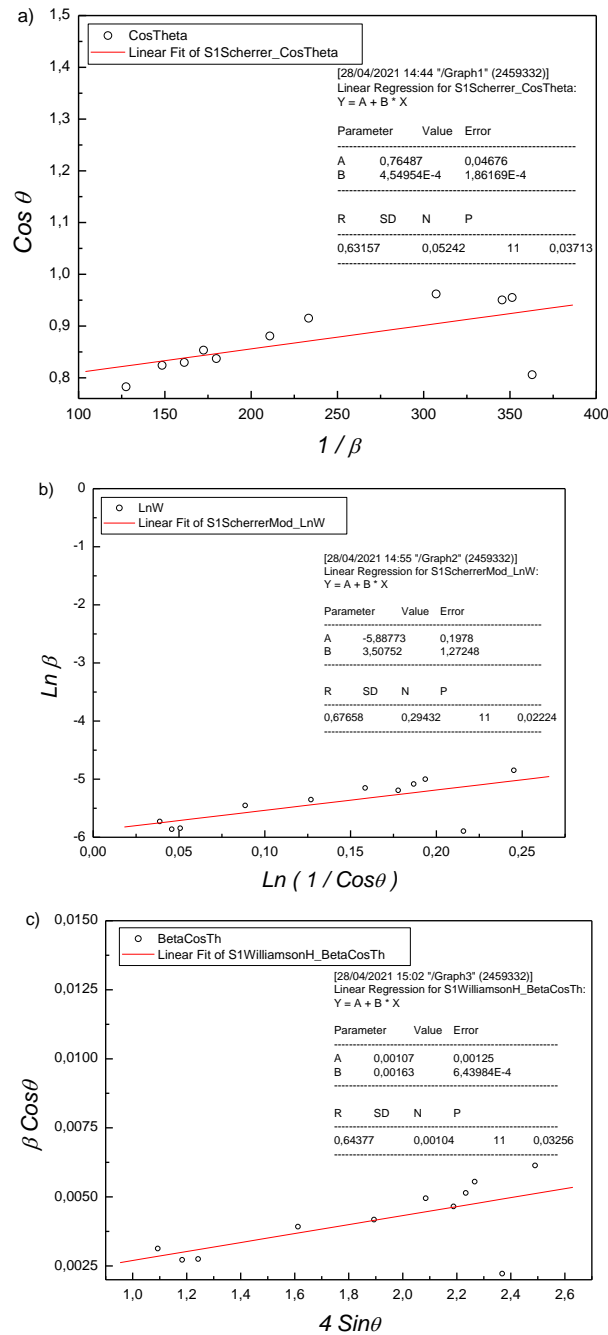 a)
CosTheta
Linear Fit of S1Scherrer_CosTheta
[28/04/2021 14:44 "/Graph1" (2459332)]
Linear Regression for S1Scherrer_CosTheta:
Y = A + B * X
Parameter Value Error
A 0,76487 0,04676
B 4,54954E-4 1,86169E-4
R SD N P
0,63157 0,05242 11 0,03713
1,5
1,4
1,3
1,2
1,1
1,0
0,9
0,8
Cos θ
100 150 200 250 300 350 400
1 / β
b)
LnW
Linear Fit of S1ScherrerMod_LnW
[28/04/2021 14:55 "/Graph2" (2459332)]
Linear Regression for S1ScherrerMod_LnW:
Y = A + B * X
Parameter Value Error
A -5,88773 0,1978
B 3,50752 1,27248
R SD N P
0,67658 0,29432 11 0,02224
0
-1
-2
-3
-4
-5
-6
Ln β
0,00 0,05 0,10 0,15 0,20 0,25
Ln ( 1 / Cosθ )
c)
BetaCosTh
Linear Fit of S1WilliamsonH_BetaCosTh
[28/04/2021 15:02 "/Graph3" (2459332)]
Linear Regression for S1WilliamsonH_BetaCosTh:
Y = A + B * X
Parameter Value Error
A 0,00107 0,00125
B 0,00163 6,43984E-4
R SD N P
0,64377 0,00104 11 0,03256
0,0150
0,0125
0,0100
0,0075
0,0050
0,0025
β Cosθ
1,0 1,2 1,4 1,6 1,8 2,0 2,2 2,4 2,6
4 Sinθ